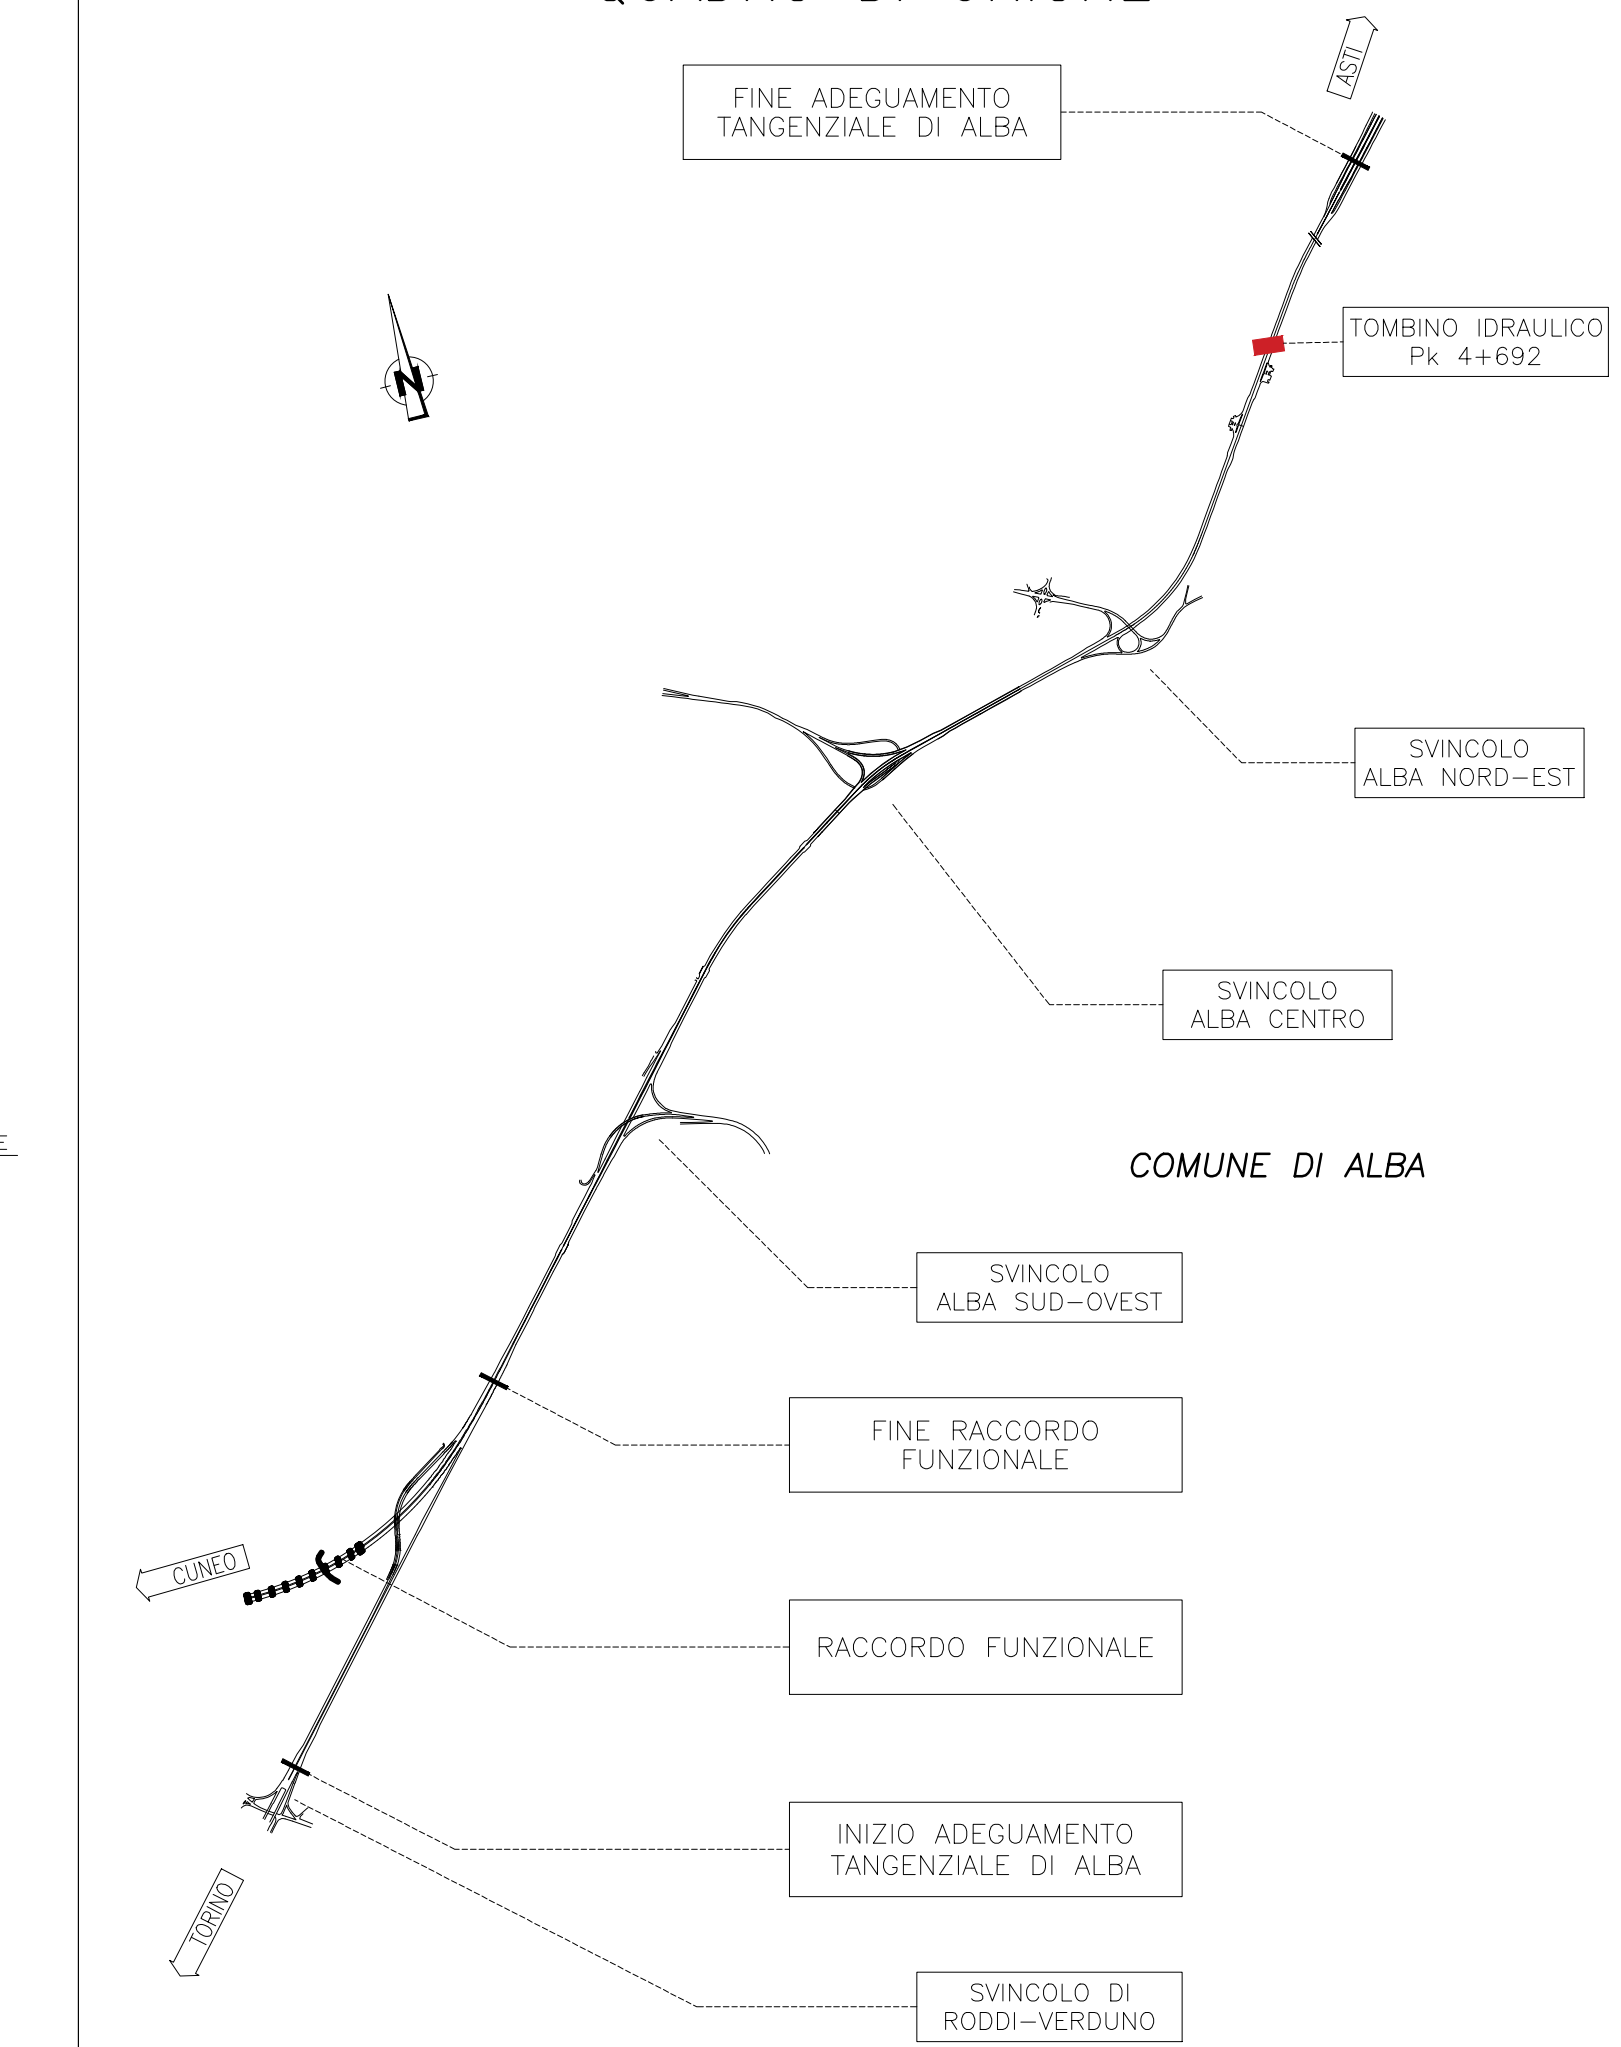 ASTI
FINE ADEGUAMENTO
TANGENZIALE DI ALBA
TOMBINO IDRAULICO
Pk 4+692
N
SVINCOLO
ALBA NORD-EST
SVINCOLO
ALBA CENTRO
E
COMUNE DI ALBA
SVINCOLO
ALBA SUD-OVEST
FINE RACCORDO
FUNZIONALE
CUNEO
RACCORDO FUNZIONALE
INIZIO ADEGUAMENTO
TANGENZIALE DI ALBA
TORINO
SVINCOLO DI
RODDI-VERDUNO